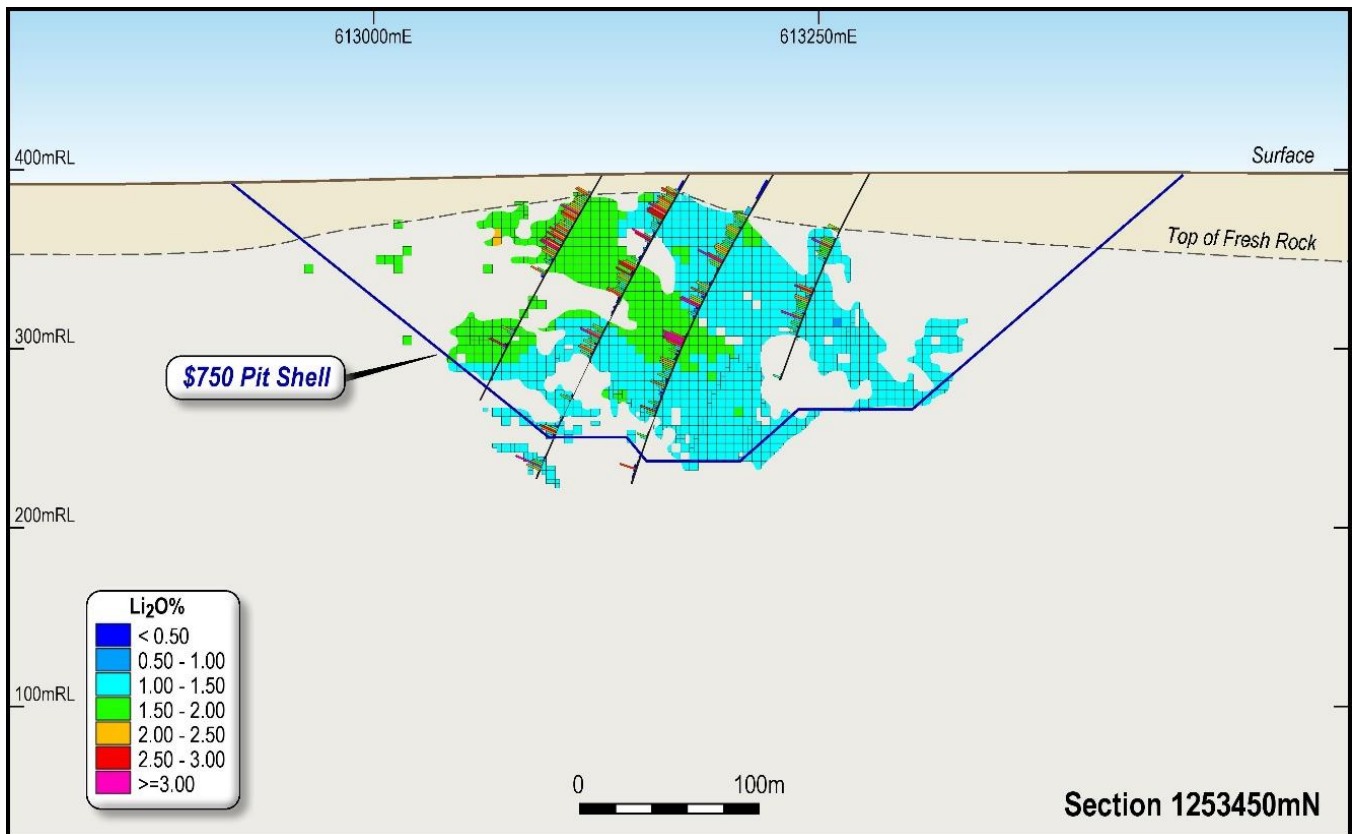 613000mE
613250mE
400mRL
Surface
Top of Fresh Rock
300mRL
$750 Pit Shell
200mRL
Li₂O%
< 0.50
0.50 - 1.00
1.00 - 1.50
1.50 - 2.00
2.00 - 2.50
2.50 - 3.00
>=3.00
100mRL
0
100m
Section 1253450mN